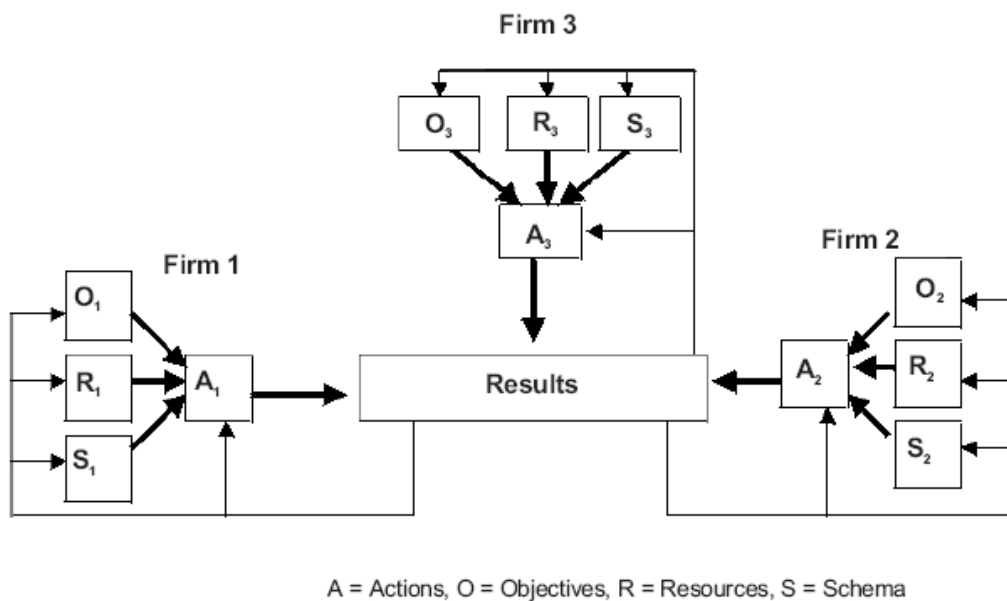 Firm 3
O₃ R₃ S₃
A₃
Firm 2
Firm 1
O₁
O₂
R₁ A₁ Results A₂ R₂
S₁
S₂
A = Actions, O = Objectives, R = Resources, S = Schema